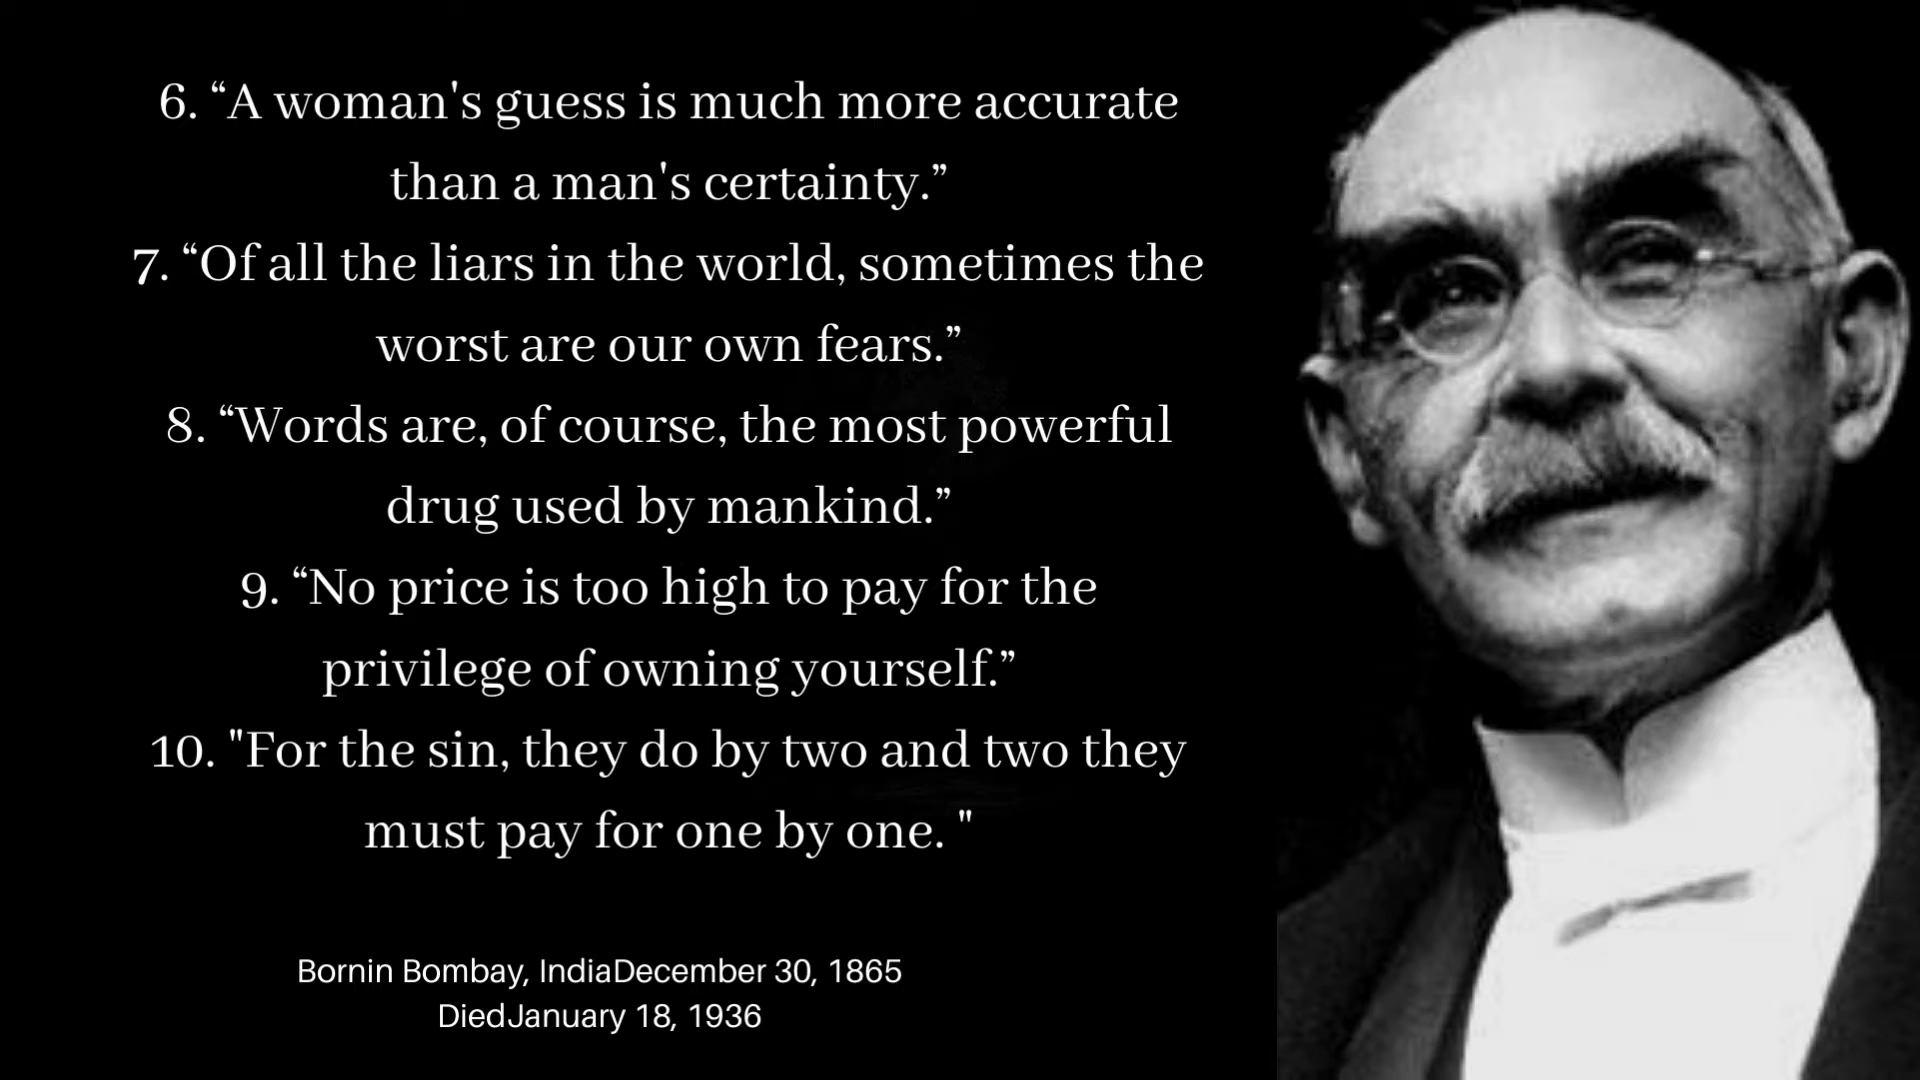 6. “A woman's guess is much more accurate
than a man's certainty.”
7. “Of all the liars in the world, sometimes the
worst are our own fears.”
8. “Words are, of course, the most powerful
drug used by mankind.”
9. “No price is too high to pay for the
privilege of owning yourself.”
10. "For the sin, they do by two and two they
must pay for one by one. "
Bornin Bombay, IndiaDecember 30, 1865
DiedJanuary 18, 1936